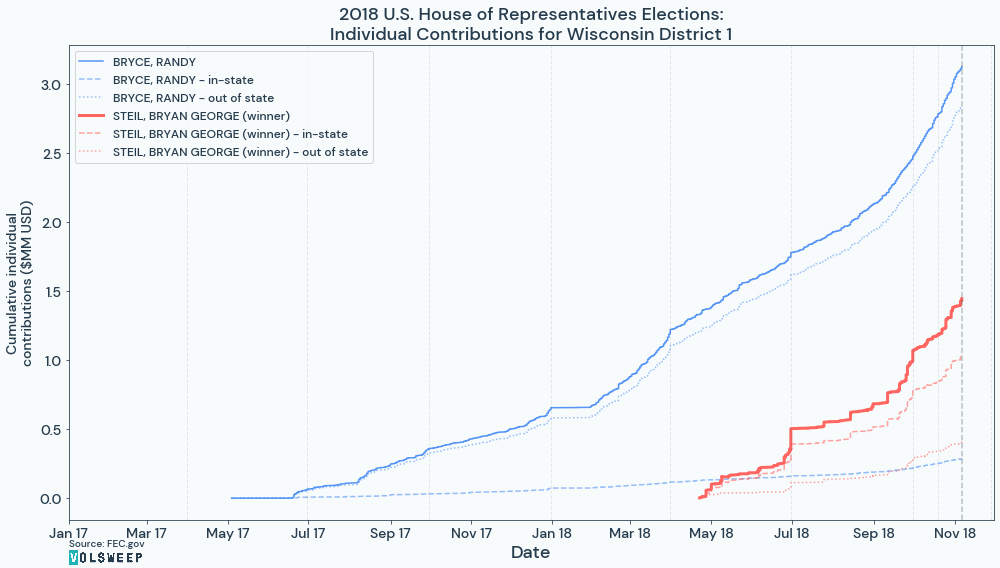 2018 U.S. House of Representatives Elections:
Individual Contributions for Wisconsin District 1
BRYCE, RANDY
BRYCE, RANDY - in-state
BRYCE, RANDY - out of state
STEIL, BRYAN GEORGE (winner)
STEIL, BRYAN GEORGE (winner) - in-state
STEIL, BRYAN GEORGE (winner) - out of state
Cumulative individual
contributions ($MM USD)
3.0
2.5
2.0
1.5
1.0
0.5
0.0
Jan 17 Mar 17 May 17 Jul 17 Sep 17 Nov 17 Jan 18 Mar 18 May 18 Jul 18 Sep 18 Nov 18
Date
Source: FEC.gov
VOLSWEEP